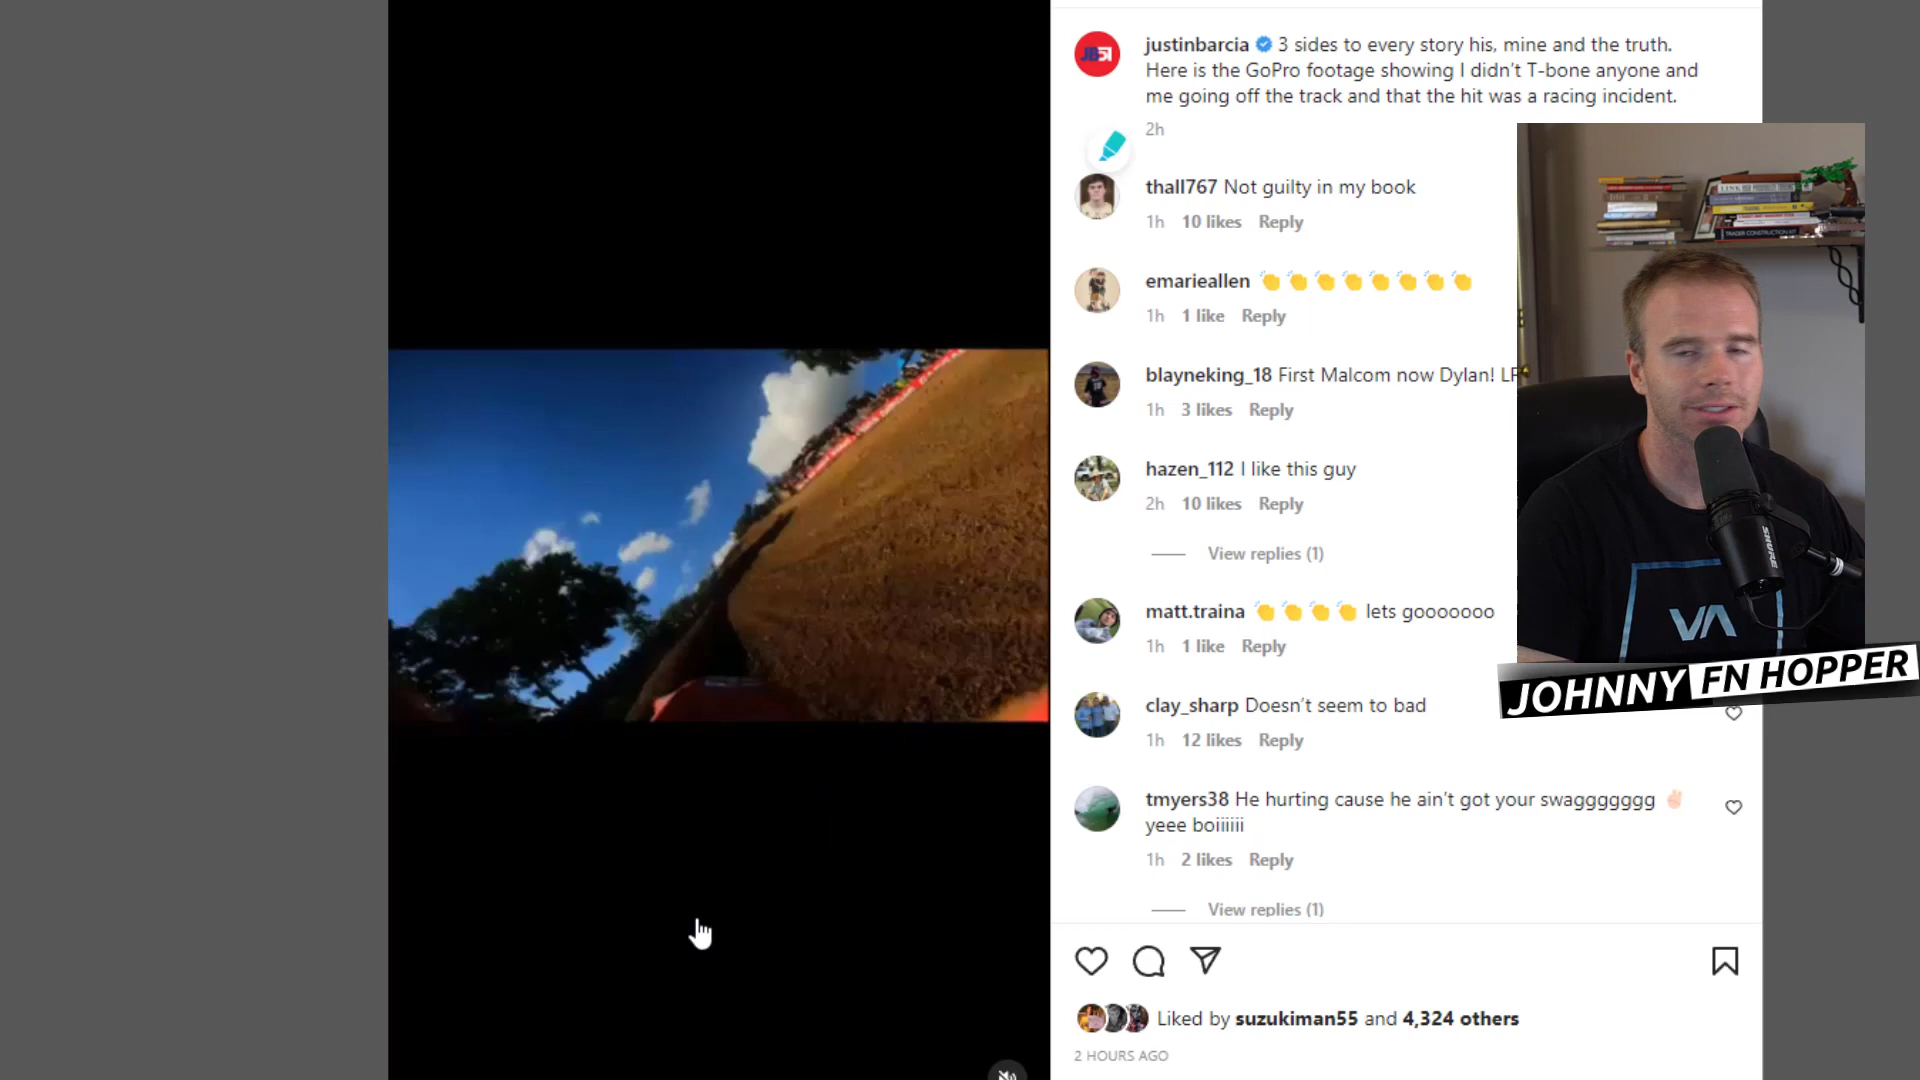 justinbarcia 3 sides to every story his, mine and the truth.
Here is the GoPro footage showing I didn't T-bone anyone and
me going off the track and that the hit was a racing incident.
2h
thall767 Not guilty in my book
1h 10 likes Reply
emarieallen 👏👏👏👏👏👏👏👏
1h 1 like Reply
blayneking_18 First Malcom now Dylan!
1h 3 likes Reply
hazen_112 I like this guy
2h 10 likes Reply
View replies (1)
matt.traina 👏👏👏👏 lets gooooooo
1h 1 like Reply
clay_sharp Doesn't seem to bad
1h 12 likes Reply
tmyers38 He hurting cause he ain't got your swaggggggg ✌🏻
yeee boiiiiii
1h 2 likes Reply
View replies (1)
Liked by suzukiman55 and 4,324 others
2 HOURS AGO
JB51
TRADER CONSTRUCTION KIT
SHURE
VA
JOHNNY FN HOPPER